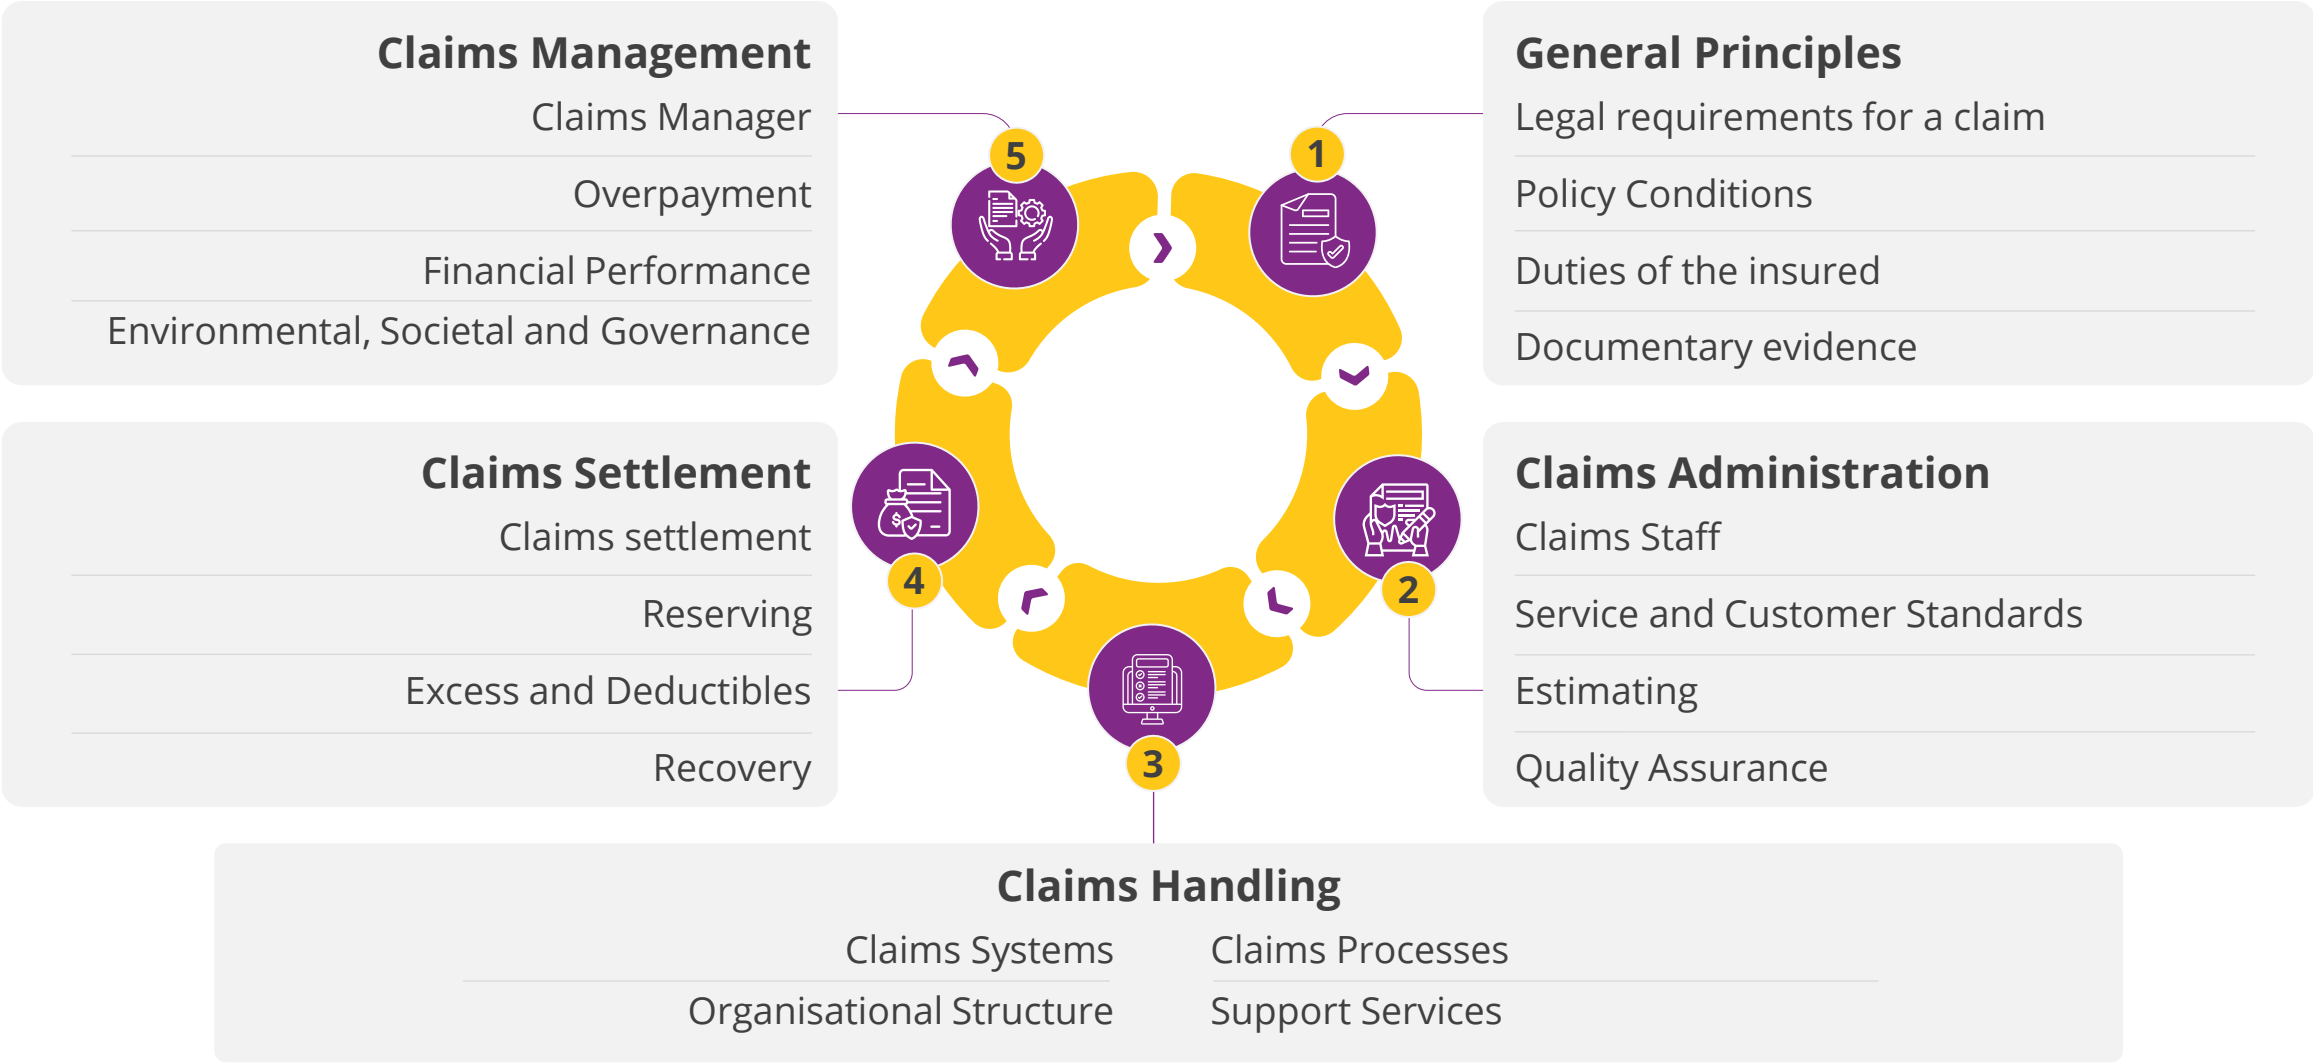 General Principles
Legal requirements for a claim
Policy Conditions
Duties of the insured
Documentary evidence
1
Claims Administration
Claims Staff
Service and Customer Standards
Estimating
Quality Assurance
2
Claims Handling
Claims Systems
Claims Processes
Organisational Structure
Support Services
3
Claims Settlement
Claims settlement
Reserving
Excess and Deductibles
Recovery
4
$
Claims Management
Claims Manager
Overpayment
Financial Performance
Environmental, Societal and Governance
5